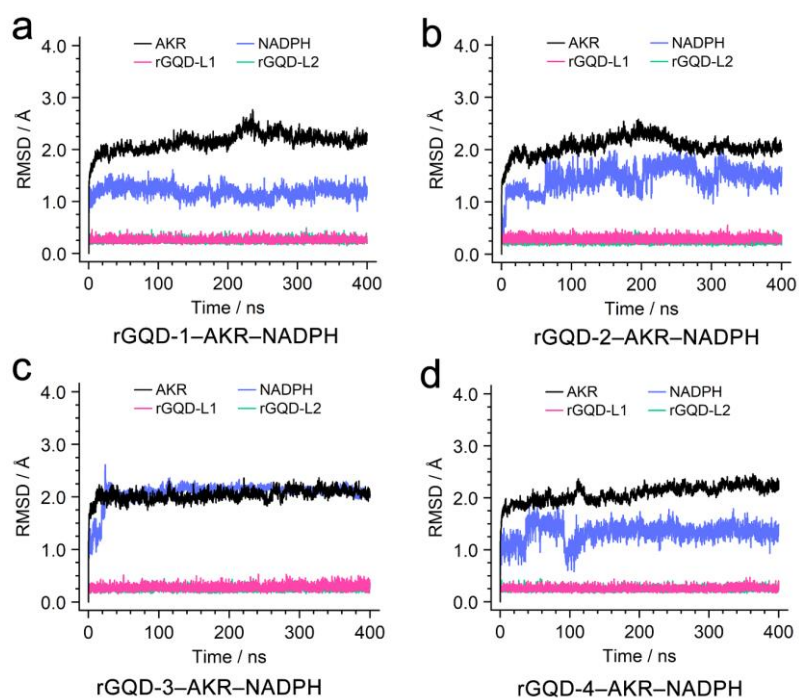 a
AKR NADPH
rGQD-L1 rGQD-L2
RMSD / Å
4.0
3.0
2.0
1.0
0.0
0 100 200 300 400
Time / ns
rGQD-1–AKR–NADPH
b
AKR NADPH
rGQD-L1 rGQD-L2
RMSD / Å
4.0
3.0
2.0
1.0
0.0
0 100 200 300 400
Time / ns
rGQD-2–AKR–NADPH
c
AKR NADPH
rGQD-L1 rGQD-L2
RMSD / Å
4.0
3.0
2.0
1.0
0.0
0 100 200 300 400
Time / ns
rGQD-3–AKR–NADPH
d
AKR NADPH
rGQD-L1 rGQD-L2
RMSD / Å
4.0
3.0
2.0
1.0
0.0
0 100 200 300 400
Time / ns
rGQD-4–AKR–NADPH